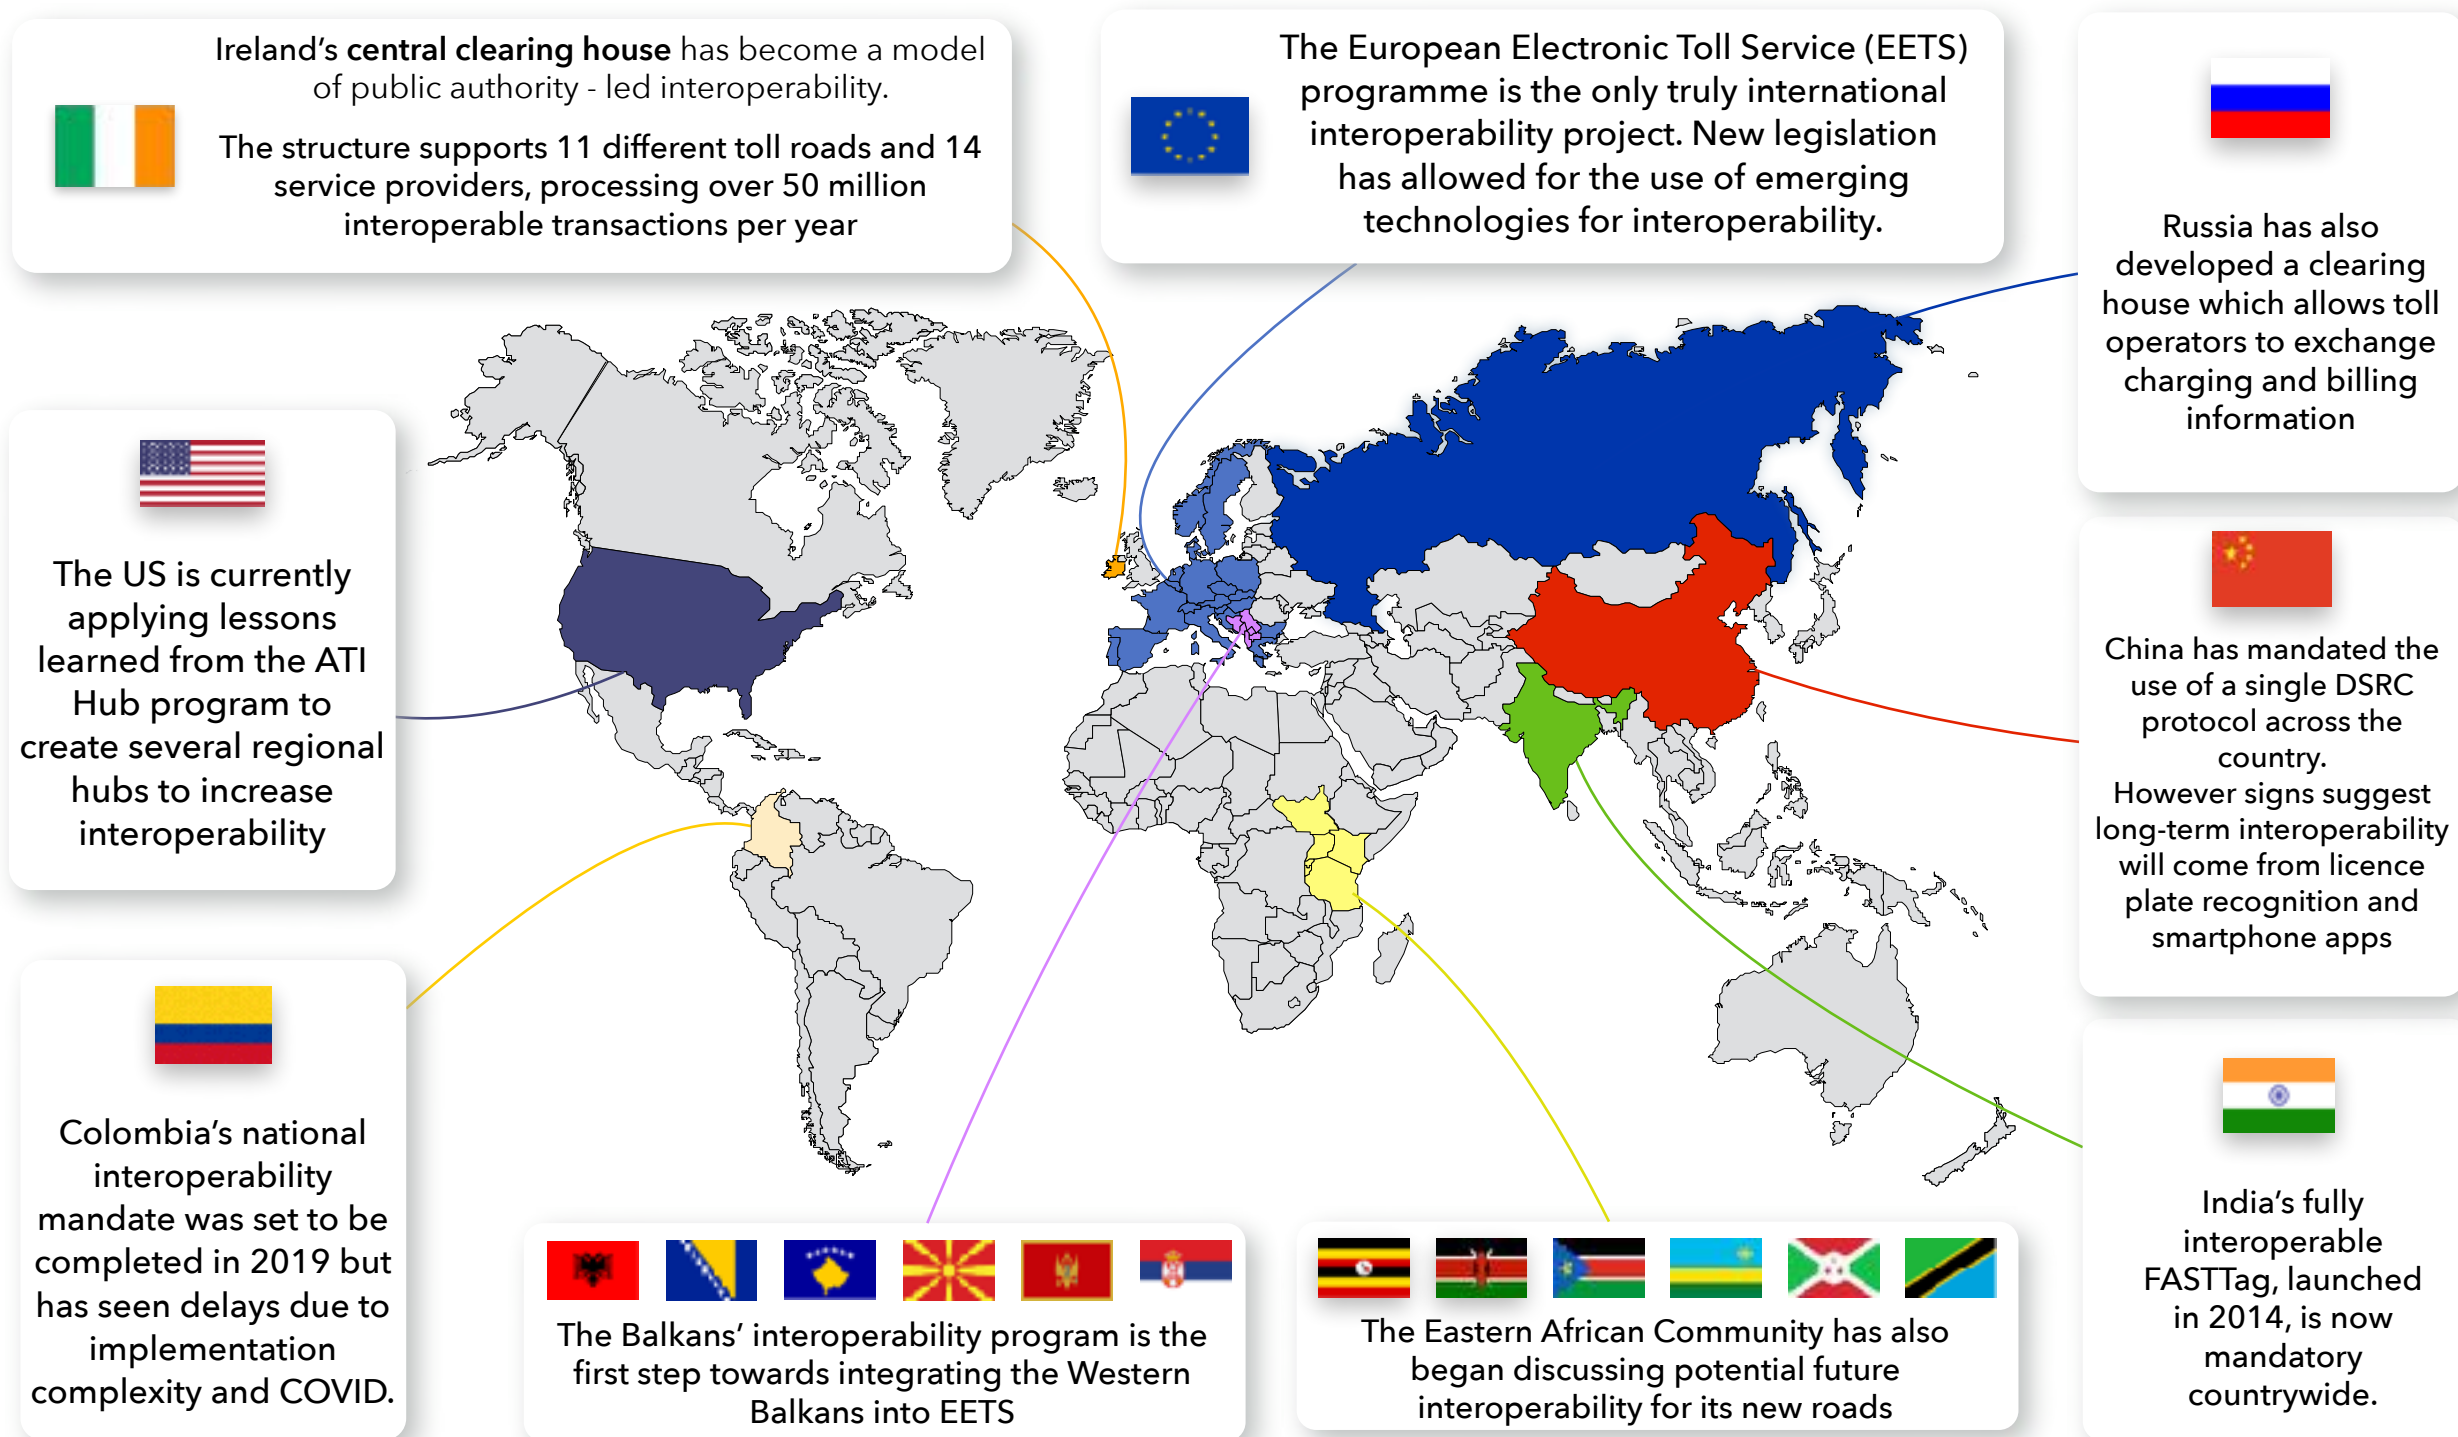 Ireland's central clearing house has become a model
of public authority - led interoperability.
The structure supports 11 different toll roads and 14
service providers, processing over 50 million
interoperable transactions per year
The European Electronic Toll Service (EETS)
programme is the only truly international
interoperability project. New legislation
has allowed for the use of emerging
technologies for interoperability.
Russia has also
developed a clearing
house which allows toll
operators to exchange
charging and billing
information
The US is currently
applying lessons
learned from the ATI
Hub program to
create several regional
hubs to increase
interoperability
China has mandated the
use of a single DSRC
protocol across the
country.
However signs suggest
long-term interoperability
will come from licence
plate recognition and
smartphone apps
Colombia's national
interoperability
mandate was set to be
completed in 2019 but
has seen delays due to
implementation
complexity and COVID.
The Balkans' interoperability program is the
first step towards integrating the Western
Balkans into EETS
The Eastern African Community has also
began discussing potential future
interoperability for its new roads
India's fully
interoperable
FASTTag, launched
in 2014, is now
mandatory
countrywide.